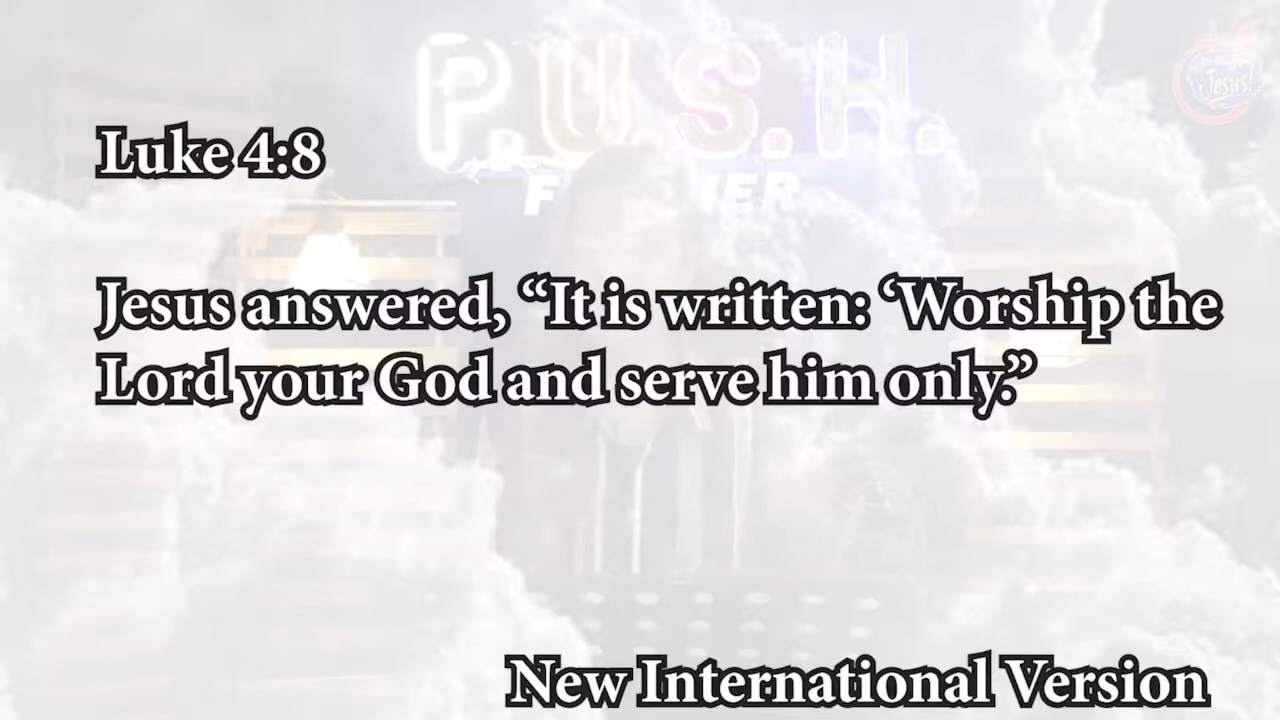 P.U.S.H.
Jesus!
Luke 4:8
Jesus answered, “It is written: ‘Worship the
Lord your God and serve him only.”
New International Version